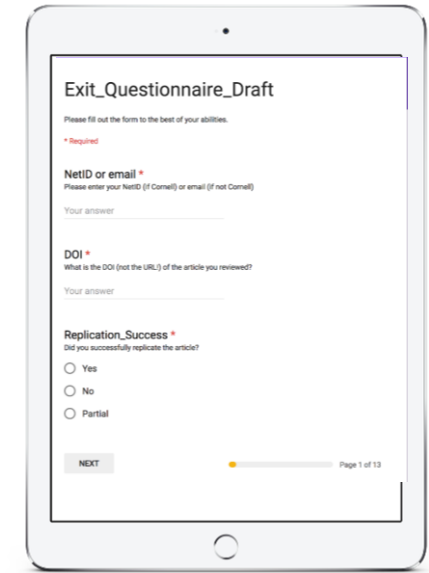 Exit_Questionnaire_Draft
Please fill out the form to the best of your abilities.
* Required
NetID or email *
Please enter your NetID (if Cornell) or email (if not Cornell)
Your answer
DOI *
What is the DOI (not the URL!) of the article you reviewed?
Your answer
Replication_Success *
Did you successfully replicate the article?
Yes
No
Partial
NEXT
Page 1 of 13